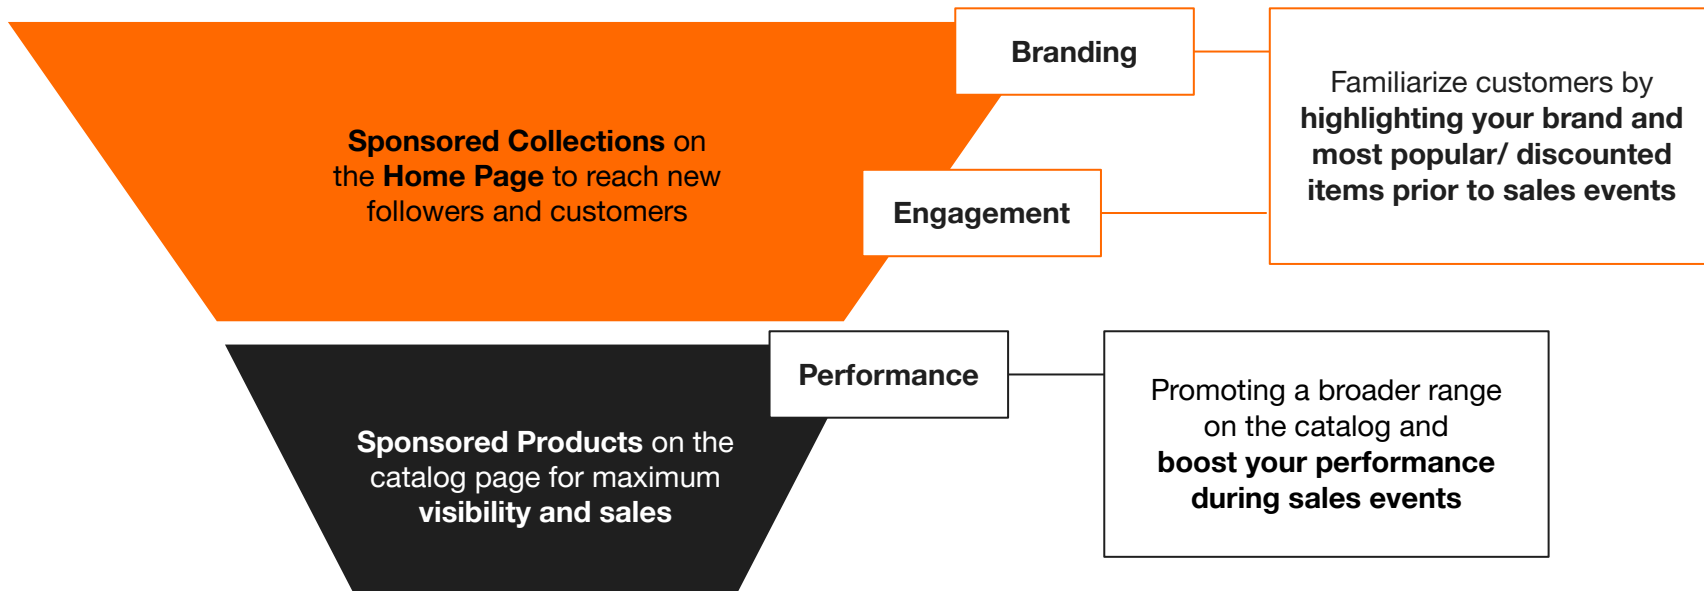 Branding
Familiarize customers by
highlighting your brand and
most popular/ discounted
items prior to sales events
Sponsored Collections on
the Home Page to reach new
followers and customers
Engagement
Performance
Promoting a broader range
on the catalog and
boost your performance
during sales events
Sponsored Products on the
catalog page for maximum
visibility and sales